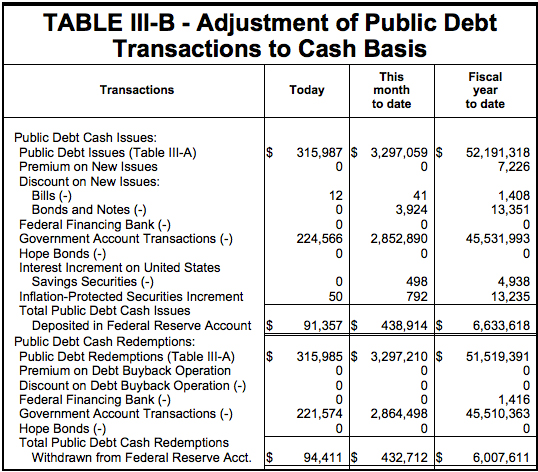 TABLE III-B - Adjustment of Public Debt
Transactions to Cash Basis
Transactions Today This month to date Fiscal year to date
Public Debt Cash Issues:
Public Debt Issues (Table III-A) $ 315,987 $ 3,297,059 $ 52,191,318
Premium on New Issues 0 0 7,226
Discount on New Issues:
Bills (-) 12 41 1,408
Bonds and Notes (-) 0 3,924 13,351
Federal Financing Bank (-) 0 0 0
Government Account Transactions (-) 224,566 2,852,890 45,531,993
Hope Bonds (-) 0 0 0
Interest Increment on United States
Savings Securities (-) 0 498 4,938
Inflation-Protected Securities Increment 50 792 13,235
Total Public Debt Cash Issues
Deposited in Federal Reserve Account $ 91,357 $ 438,914 $ 6,633,618
Public Debt Cash Redemptions:
Public Debt Redemptions (Table III-A) $ 315,985 $ 3,297,210 $ 51,519,391
Premium on Debt Buyback Operation 0 0 0
Discount on Debt Buyback Operation (-) 0 0 0
Federal Financing Bank (-) 0 0 1,416
Government Account Transactions (-) 221,574 2,864,498 45,510,363
Hope Bonds (-) 0 0 0
Total Public Debt Cash Redemptions
Withdrawn from Federal Reserve Acct. $ 94,411 $ 432,712 $ 6,007,611